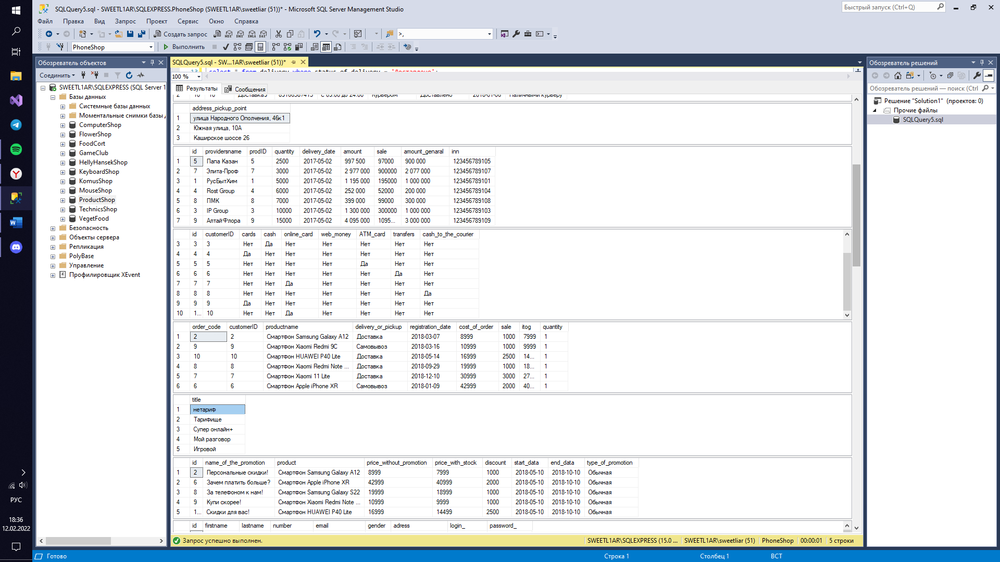 SQLQuery5.sql - SWEETL1AR\SQLEXPRESS.PhoneShop (SWEETL1AR\sweetliar (51))* - Microsoft SQL Server Management Studio
Быстрый запуск (Ctrl+Q)
Файл Правка Вид Запрос Проект Сервис Окно Справка
Создать запрос
PhoneShop Выполнить
Обозреватель объектов
Соединить
SWEETL1AR\SQLEXPRESS (SQL Server 1
Базы данных
Системные базы данных
Моментальные снимки базы
ComputerShop
FlowerShop
FoodCort
GameClub
HellyHansekShop
KeyboardShop
KomusShop
MouseShop
ProductShop
TechnicsShop
VegetFood
Безопасность
Объекты сервера
Репликация
PolyBase
Управление
Профилировщик XEvent
SQLQuery5.sql - SW...1AR\sweetliar (51))*
13 select * from delivery where status_of_delivery = 'Доставлено';
100 %
Результаты Сообщения
2 10 10 Доставка9 89166587415 с 09:00 до 24:00 Курьером Доставлено 2018-01-06 Наличными курьеру
address_pickup_point
1 улица Народного Ополчения, 46к1
2 Южная улица, 10А
3 Каширское шоссе 26
id providersname prodID quantity delivery_date amount sale amount_genaral inn
1 5 Папа Казан 5 2500 2017-05-02 997 500 97000 900 000 123456789105
2 7 Элита-Проф 7 3000 2017-05-02 2 977 000 900000 2 077 000 123456789107
3 1 РусБытХим 1 5000 2017-05-02 1 195 000 195000 1 000 000 123456789101
4 4 Rost Group 4 6000 2017-05-02 252 000 52000 200 000 123456789104
5 8 ПМК 8 7000 2017-05-02 399 000 99000 300 000 123456789108
6 3 IP Group 3 10000 2017-05-02 1 300 000 300000 1 000 000 123456789103
7 9 АлтайФлора 9 15000 2017-05-02 4 095 000 1095... 3 000 000 123456789109
id customerID cards cash online_card web_money ATM_card transfers cash_to_the_courier
3 3 3 Нет Да Нет Нет Нет Нет Нет
4 4 4 Да Нет Нет Нет Нет Нет Нет
5 5 5 Нет Нет Нет Нет Да Нет Нет
6 6 6 Нет Нет Нет Нет Нет Да Нет
7 7 7 Нет Нет Да Нет Нет Нет Нет
8 8 8 Нет Нет Нет Нет Нет Нет Да
9 9 9 Да Нет Нет Нет Нет Нет Нет
10 1... 10 Нет Нет Да Нет Нет Нет Нет
order_code customerID productname delivery_or_pickup registration_date cost_of_order sale itog quantity
1 2 2 Смартфон Samsung Galaxy A12 Доставка 2018-03-07 8999 1000 7999 1
2 9 9 Смартфон Xiaomi Redmi 9C Самовывоз 2018-03-16 10999 1000 9999 1
3 10 10 Смартфон HUAWEI P40 Lite Доставка 2018-05-14 16999 2500 14... 1
4 8 8 Смартфон Xiaomi Redmi Note ... Доставка 2018-09-29 19999 1000 18... 1
5 7 7 Смартфон Xiaomi 11 Lite Доставка 2018-12-10 30999 3000 27... 1
6 6 6 Смартфон Apple iPhone XR Самовывоз 2018-01-09 42999 2000 40... 1
title
1 нетариф
2 Тарифище
3 Супер онлайн+
4 Мой разговор
5 Игровой
id name_of_the_promotion product price_without_promotion price_with_stock discount start_data end_data type_of_promotion
1 2 Персональные скидки! Смартфон Samsung Galaxy A12 8999 7999 1000 2018-05-10 2018-10-10 Обычная
2 6 Зачем платить больше? Смартфон Apple iPhone XR 42999 40999 2000 2018-05-10 2018-10-10 Обычная
3 8 За телефоном к нам! Смартфон Samsung Galaxy S22 19999 18999 1000 2018-05-10 2018-10-10 Обычная
4 9 Купи скорее! Смартфон Xiaomi Redmi Note ... 10999 9999 1000 2018-05-10 2018-10-10 Обычная
5 1... Скидки для вас! Смартфон HUAWEI P40 Lite 16999 14499 2500 2018-05-10 2018-10-10 Обычная
id firstname lastname number email gender adress login_ password_
Запрос успешно выполнен. SWEETL1AR\SQLEXPRESS (15.0 ... SWEETL1AR\sweetliar (51) PhoneShop 00:00:01 5 строки
Обозреватель решений
Обозреватель решений — поиск (Ctrl
Решение "Solution1" (проектов: 0)
Прочие файлы
SQLQuery5.sql
Готово Строка 1 Столбец 1 ВСТ
РУС
18:36
12.02.2022